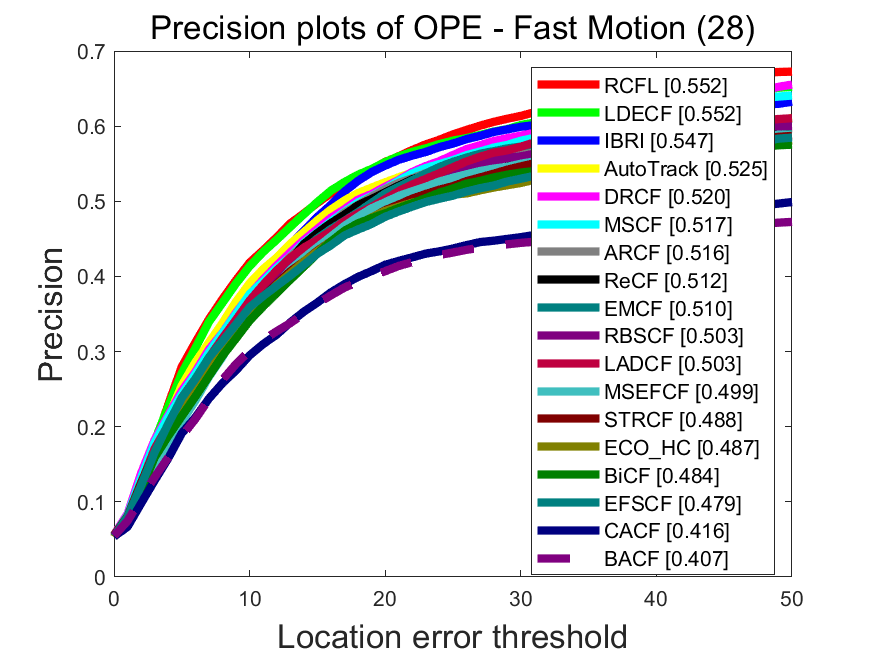 Precision plots of OPE - Fast Motion (28)
0.7
0.6
0.5
0.4
0.3
0.2
0.1
0
Precision
RCFL [0.552]
LDECF [0.552]
IBRI [0.547]
AutoTrack [0.525]
DRCF [0.520]
MSCF [0.517]
ARCF [0.516]
ReCF [0.512]
EMCF [0.510]
RBSCF [0.503]
LADCF [0.503]
MSEFCF [0.499]
STRCF [0.488]
ECO_HC [0.487]
BiCF [0.484]
EFSCF [0.479]
CACF [0.416]
BACF [0.407]
0 10 20 30 40 50
Location error threshold